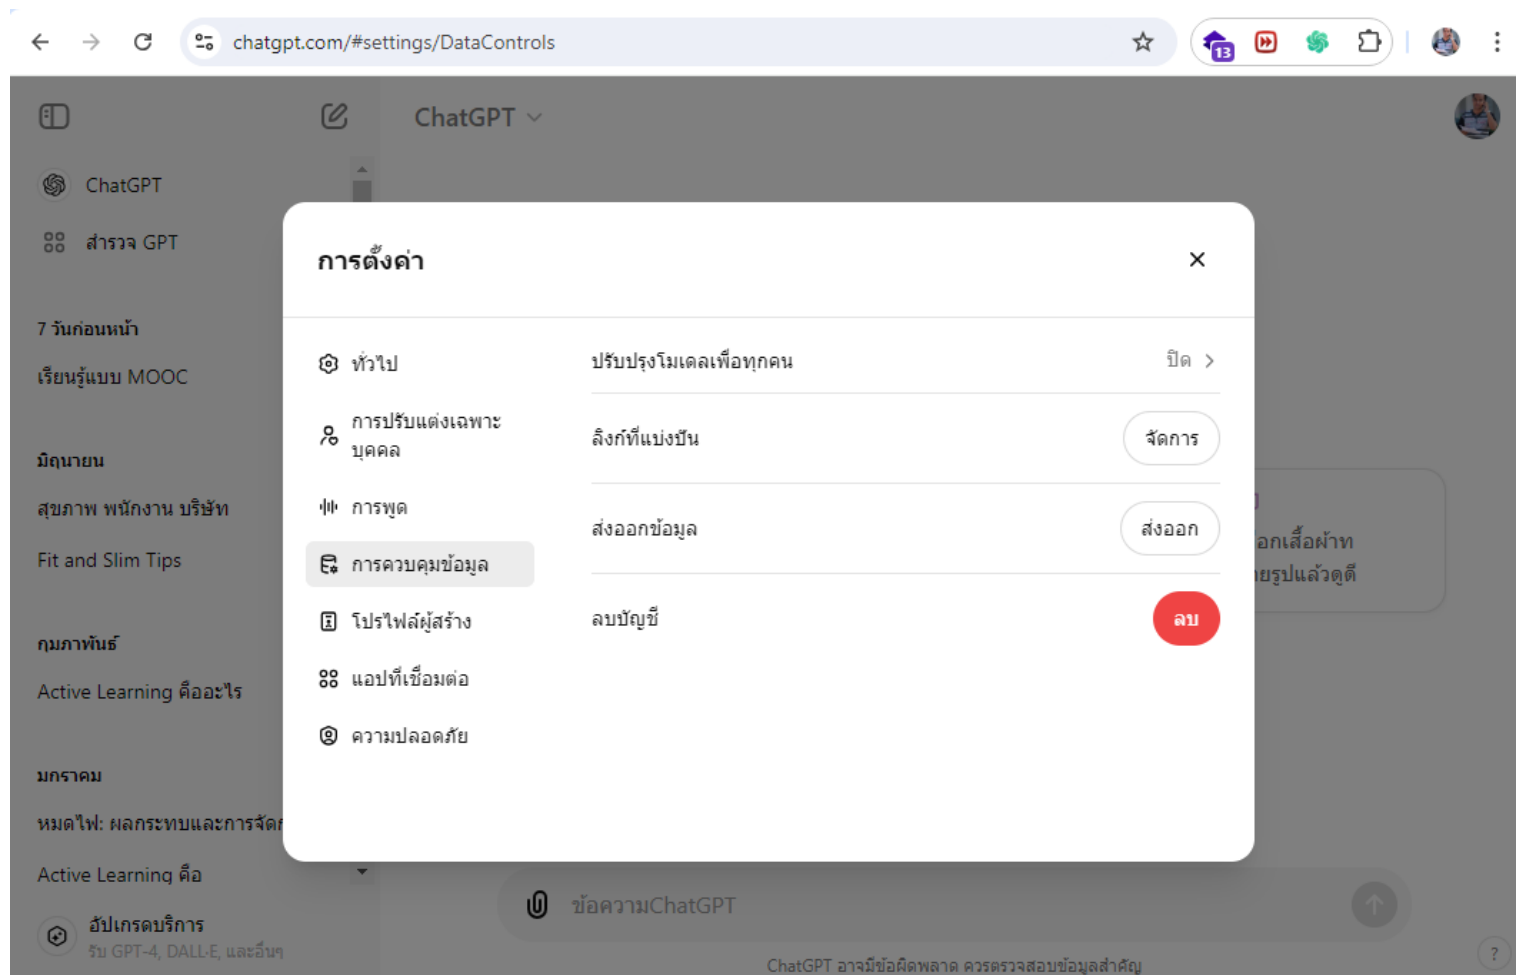 chatgpt.com/#settings/DataControls
13
ChatGPT
ChatGPT
สำรวจ GPT
7 วันก่อนหน้า
เรียนรู้แบบ MOOC
มิถุนายน
สุขภาพ พนักงาน บริษัท
Fit and Slim Tips
กุมภาพันธ์
Active Learning คืออะไร
มกราคม
หมดไฟ: ผลกระทบและการจัดก
Active Learning คือ
อัปเกรดบริการ
รับ GPT-4, DALL·E, และอื่นๆ
การตั้งค่า
ทั่วไป
การปรับแต่งเฉพาะ
บุคคล
การพูด
การควบคุมข้อมูล
โปรไฟล์ผู้สร้าง
แอปที่เชื่อมต่อ
ความปลอดภัย
ปรับปรุงโมเดลเพื่อทุกคน ปิด
ลิงก์ที่แบ่งปัน จัดการ
ส่งออกข้อมูล ส่งออก
ลบบัญชี ลบ
อกเสื้อผ้าท
ายรูปแล้วดูดี
ข้อความChatGPT
ChatGPT อาจมีข้อผิดพลาด ควรตรวจสอบข้อมูลสำคัญ
?